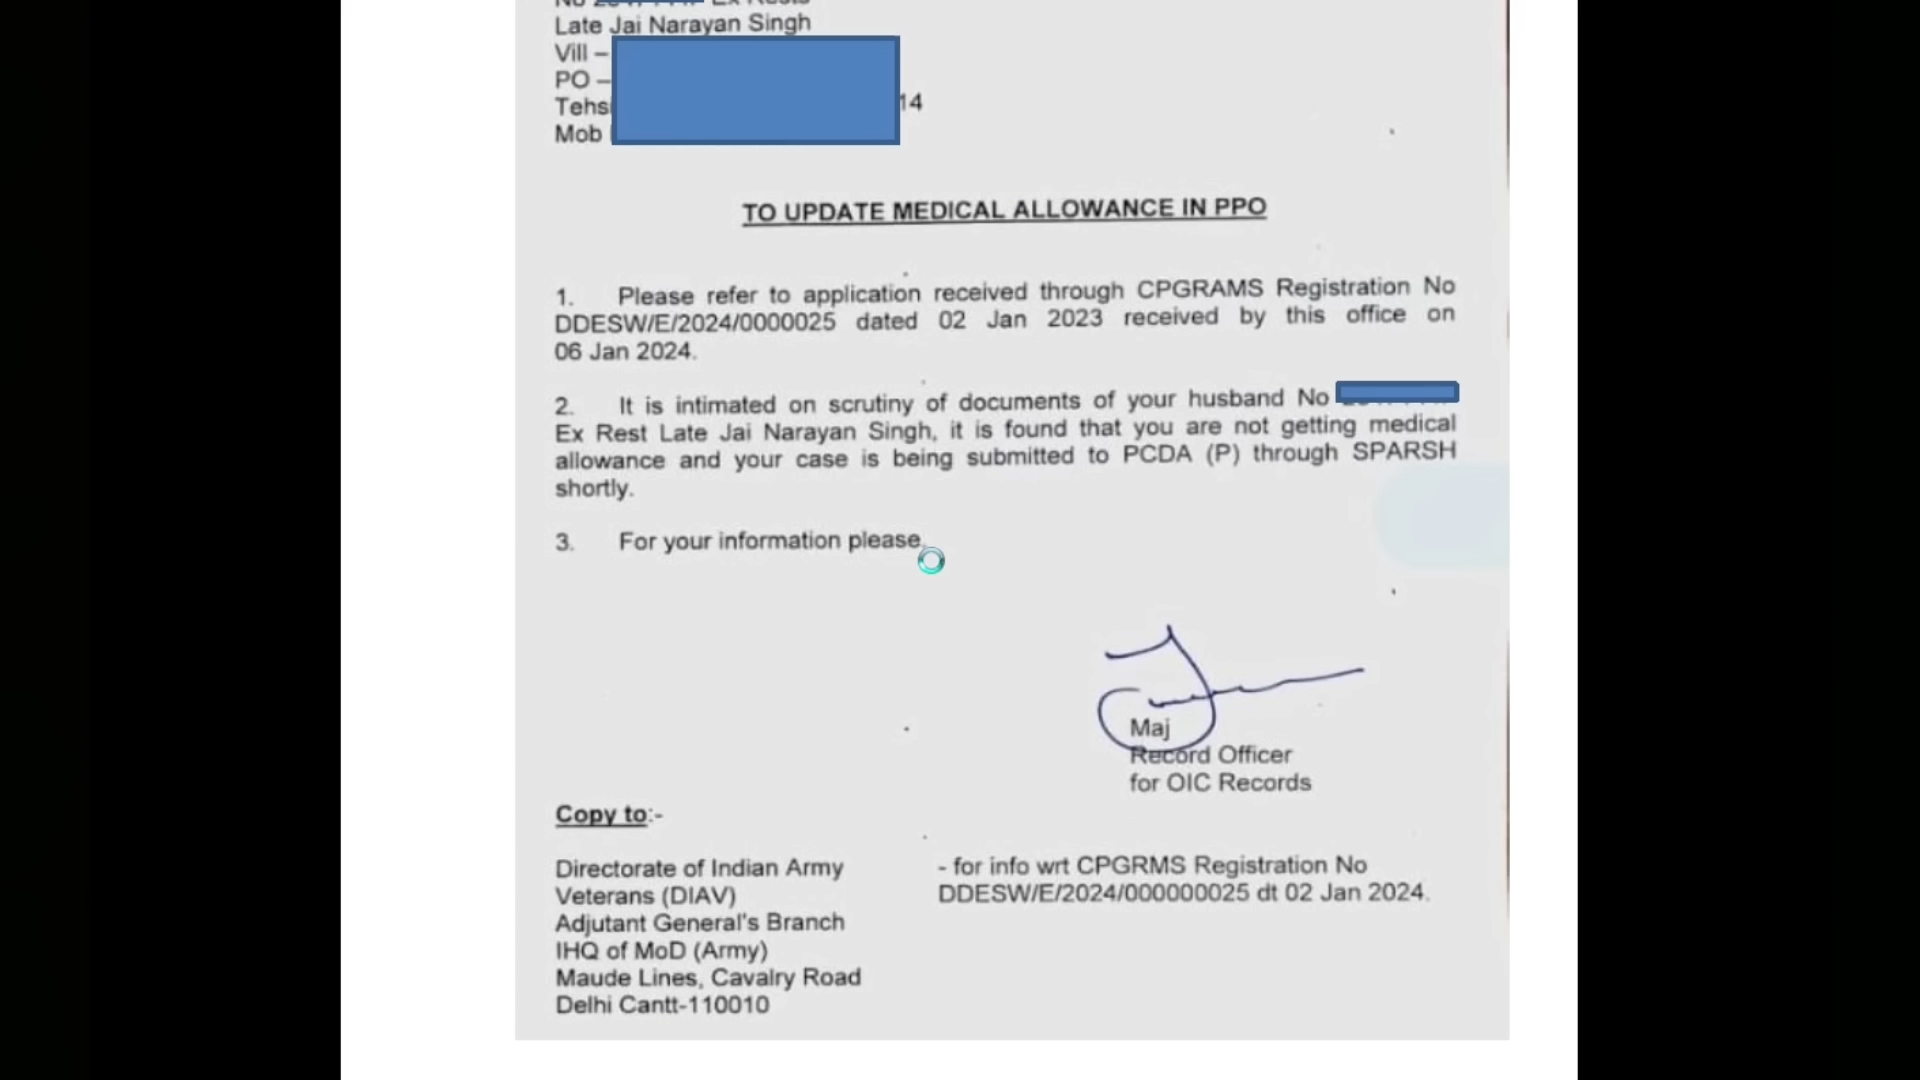 Late Jai Narayan Singh
Vill –
PO –
14
Mob
TO UPDATE MEDICAL ALLOWANCE IN PPO
1. Please refer to application received through CPGRAMS Registration No
DDESW/E/2024/0000025 dated 02 Jan 2023 received by this office on
06 Jan 2024.
2. It is intimated on scrutiny of documents of your husband No
Ex Rest Late Jai Narayan Singh, it is found that you are not getting medical
allowance and your case is being submitted to PCDA (P) through SPARSH
shortly.
3. For your information please.
Maj
Record Officer
for OIC Records
Copy to:-
Directorate of Indian Army
Veterans (DIAV)
Adjutant General's Branch
IHQ of MoD (Army)
Maude Lines, Cavalry Road
Delhi Cantt-110010
- for info wrt CPGRMS Registration No
DDESW/E/2024/000000025 dt 02 Jan 2024.